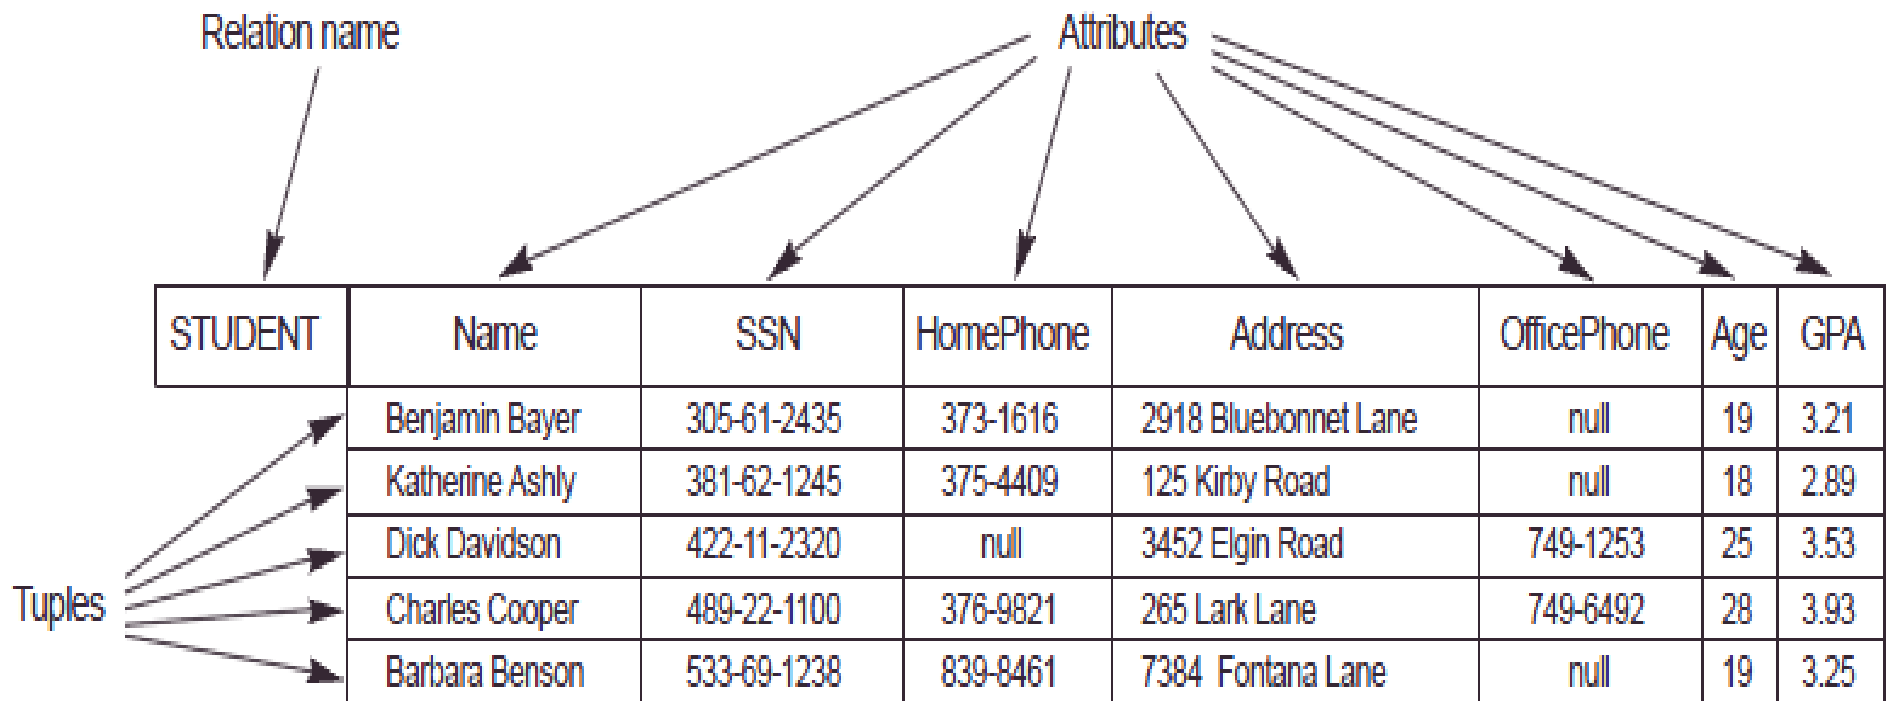 Relation name Attributes
STUDENT Name SSN HomePhone Address OfficePhone Age GPA
Benjamin Bayer 305-61-2435 373-1616 2918 Bluebonnet Lane null 19 3.21
Katherine Ashly 381-62-1245 375-4409 125 Kirby Road null 18 2.89
Dick Davidson 422-11-2320 null 3452 Elgin Road 749-1253 25 3.53
Tuples Charles Cooper 489-22-1100 376-9821 265 Lark Lane 749-6492 28 3.93
Barbara Benson 533-69-1238 839-8461 7384 Fontana Lane null 19 3.25